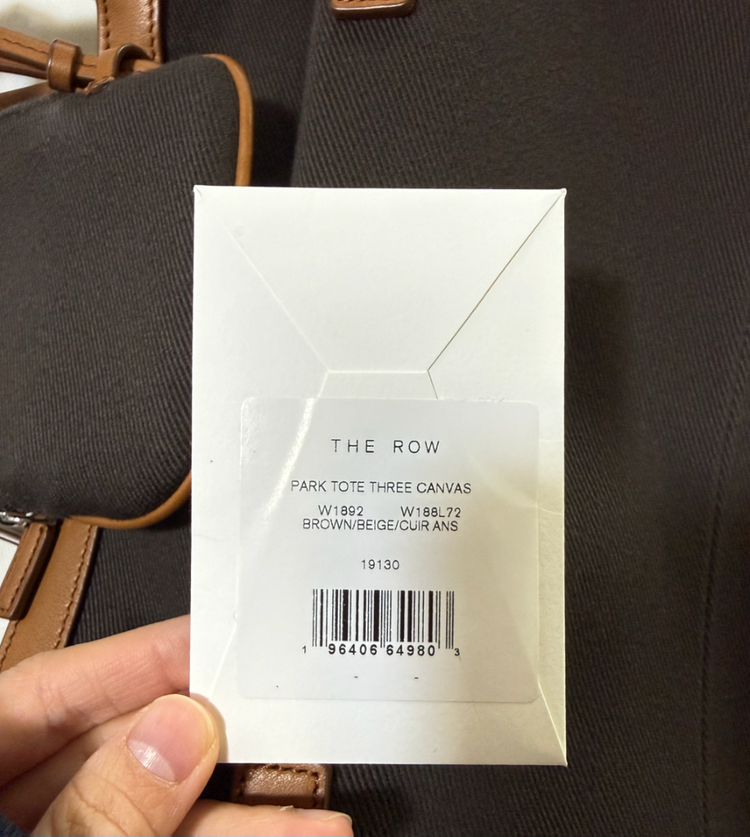 THE ROW
PARK TOTE THREE CANVAS
W1892 W188L72
BROWN/BEIGE/CUIR ANS
19130
1 96406 64980 3